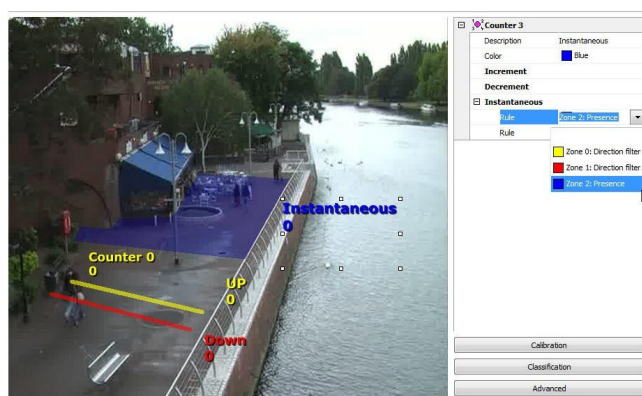 Counter 0
0
UP
0
Down
0
Instantaneous
0
Counter 3
Description Instantaneous
Color Blue
Increment
Decrement
Instantaneous
Rule Zone 2: Presence
Rule
Zone 0: Direction filter
Zone 1: Direction filter
Zone 2: Presence
Calibration
Classification
Advanced